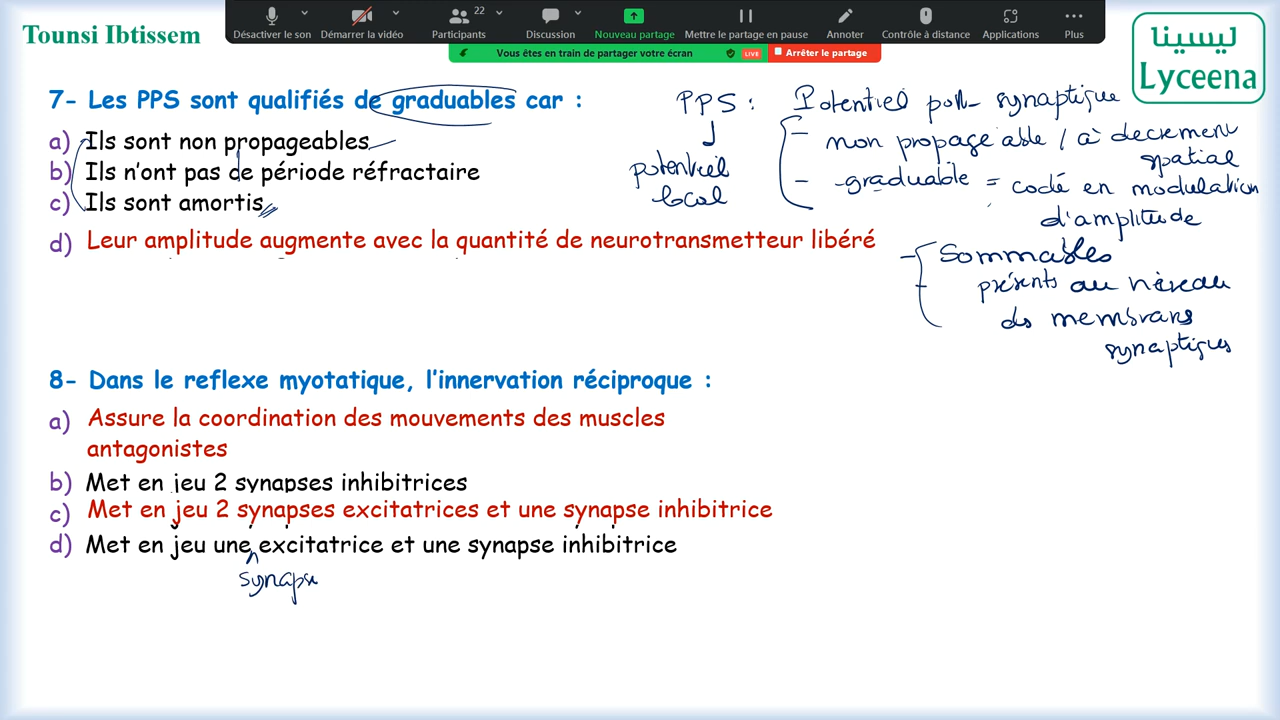 Tounsi Ibtissem
Désactiver le son
Démarrer la vidéo
22
Participants
Discussion
Nouveau partage
Mettre le partage en pause
Annoter
Contrôle à distance
Applications
Plus
Vous êtes en train de partager votre écran
LIVE
Arrêter le partage
ليسينا
Lyceena
7- Les PPS sont qualifiés de graduables car :
a) Ils sont non propageables
b) Ils n'ont pas de période réfractaire
c) Ils sont amortis
d) Leur amplitude augmente avec la quantité de neurotransmetteur libéré
PPS : Potentiel post-synaptique
potentiel
local
- non propageable / à decrement
spatial
- graduable = codé en modulation
d'amplitude
- Sommables
- présents au niveau
des membrans
synaptiques
8- Dans le reflexe myotatique, l'innervation réciproque :
a) Assure la coordination des mouvements des muscles
antagonistes
b) Met en jeu 2 synapses inhibitrices
c) Met en jeu 2 synapses excitatrices et une synapse inhibitrice
d) Met en jeu une excitatrice et une synapse inhibitrice
synapse